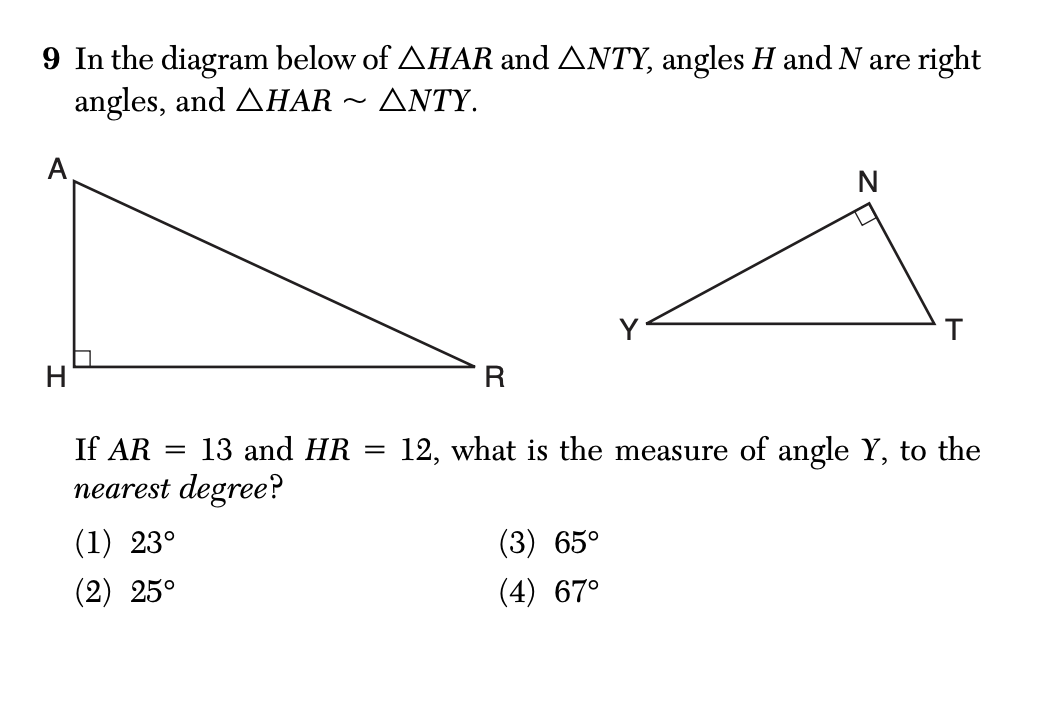 9 In the diagram below of △HAR and △NTY, angles H and N are right
angles, and △HAR ~ △NTY.
A
N
Y
T
H
R
If AR = 13 and HR = 12, what is the measure of angle Y, to the
nearest degree?
(1) 23° (3) 65°
(2) 25° (4) 67°